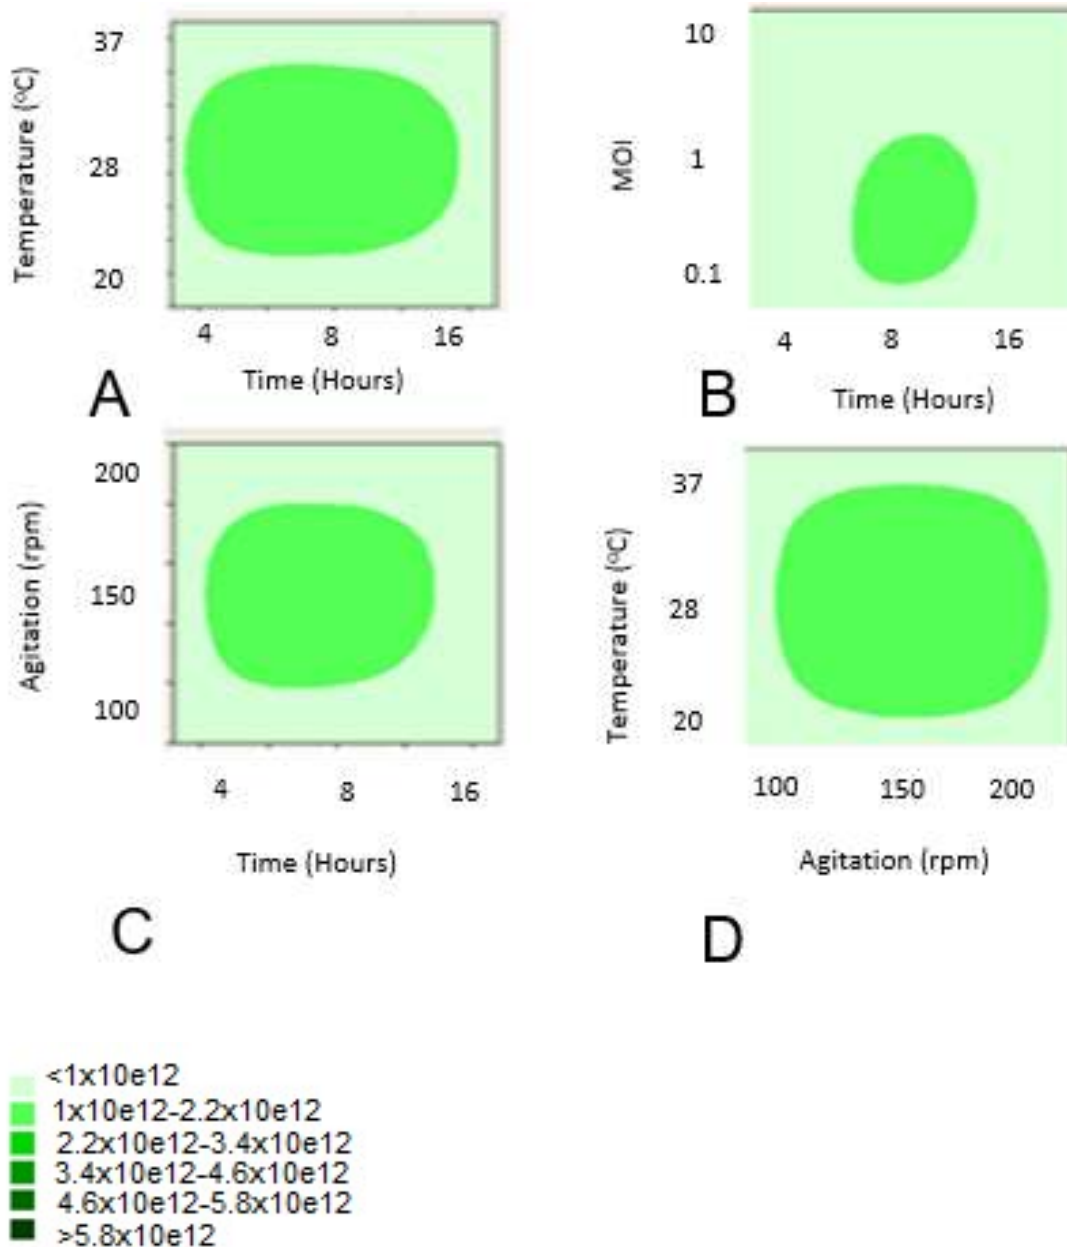 37
Temperature (ºC)
28
20
4 8 16
Time (Hours)
A
10
MOI
1
0.1
4 8 16
Time (Hours)
B
200
Agitation (rpm)
150
100
4 8 16
Time (Hours)
C
37
Temperature (ºC)
28
20
100 150 200
Agitation (rpm)
D
<1x10e12
1x10e12-2.2x10e12
2.2x10e12-3.4x10e12
3.4x10e12-4.6x10e12
4.6x10e12-5.8x10e12
>5.8x10e12